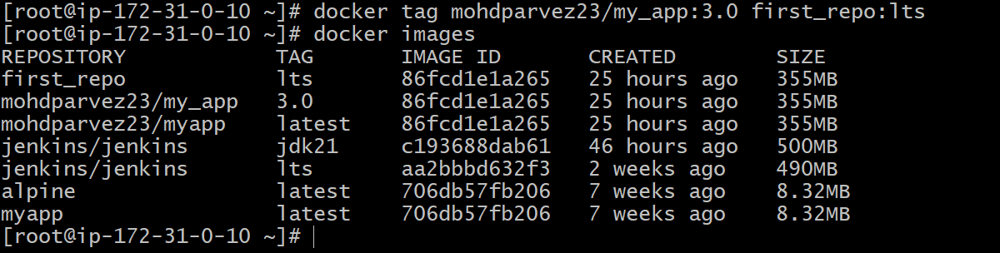 [root@ip-172-31-0-10 ~]# docker tag mohdparvez23/my_app:3.0 first_repo:lts
[root@ip-172-31-0-10 ~]# docker images
REPOSITORY            TAG       IMAGE ID       CREATED        SIZE
first_repo            lts       86fcd1e1a265   25 hours ago   355MB
mohdparvez23/my_app   3.0       86fcd1e1a265   25 hours ago   355MB
mohdparvez23/myapp    latest    86fcd1e1a265   25 hours ago   355MB
jenkins/jenkins       jdk21     c193688dab61   46 hours ago   500MB
jenkins/jenkins       lts       aa2bbbd632f3   2 weeks ago    490MB
alpine                latest    706db57fb206   7 weeks ago    8.32MB
myapp                 latest    706db57fb206   7 weeks ago    8.32MB
[root@ip-172-31-0-10 ~]#